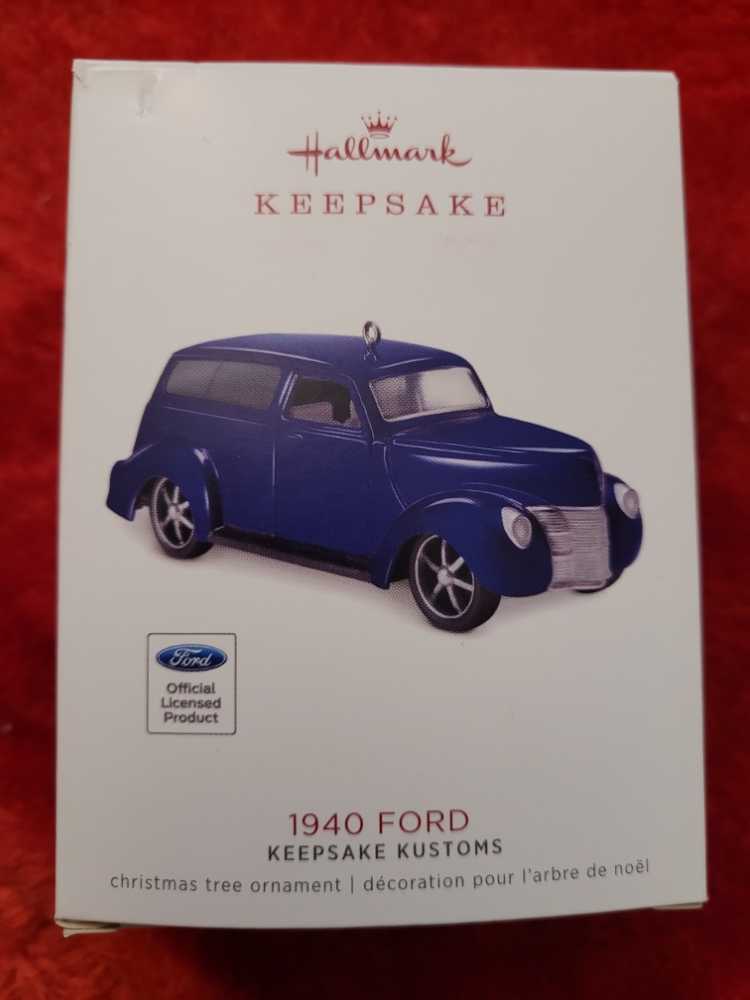 Hallmark
KEEPSAKE
Ford
Official
Licensed
Product
1940 FORD
KEEPSAKE KUSTOMS
christmas tree ornament | décoration pour l'arbre de noël